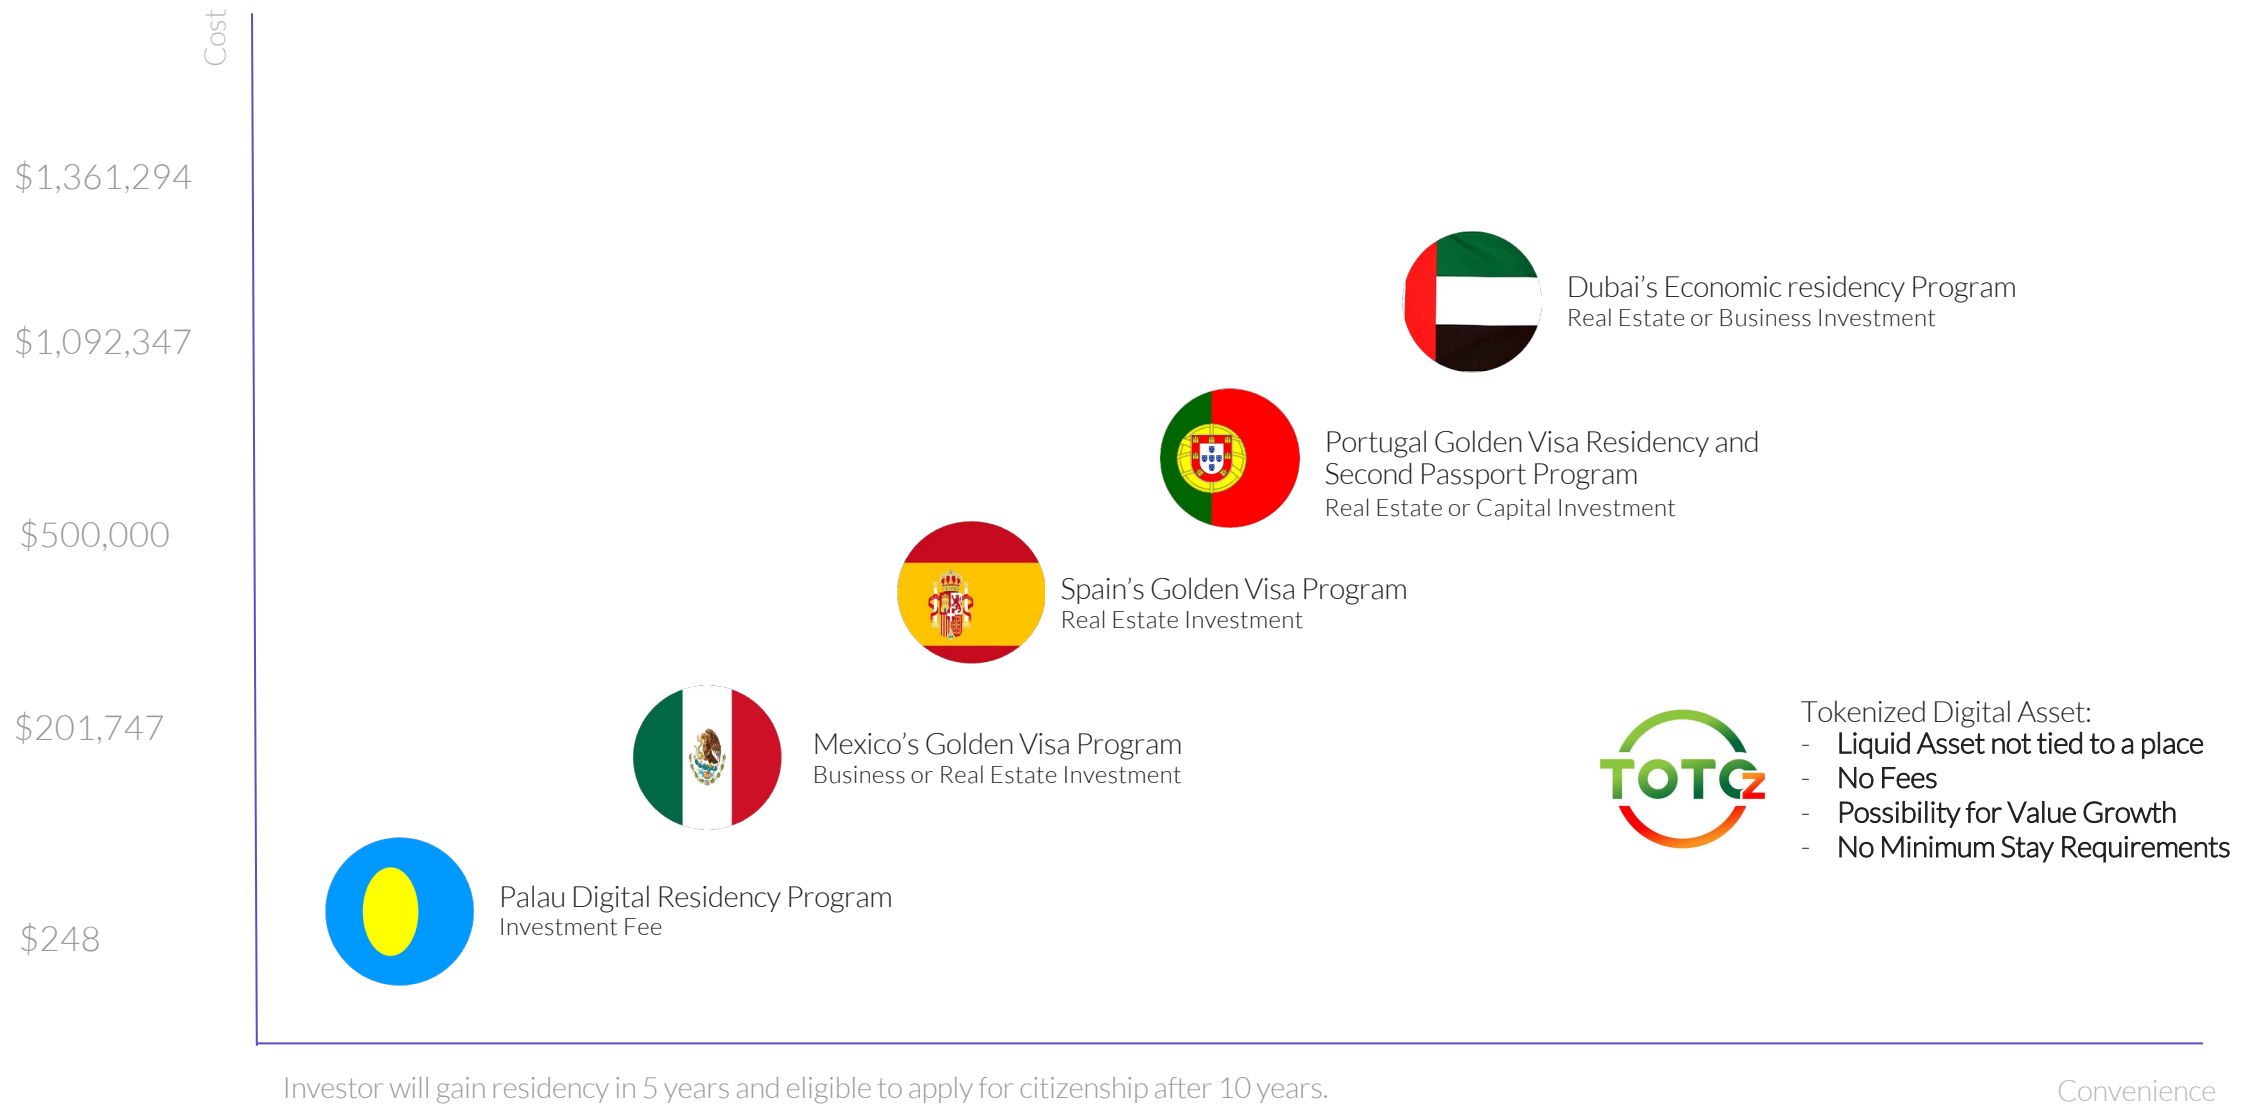 Cost
$1,361,294
$1,092,347
$500,000
$201,747
$248
Dubai’s Economic residency Program
Real Estate or Business Investment
Portugal Golden Visa Residency and
Second Passport Program
Real Estate or Capital Investment
Spain’s Golden Visa Program
Real Estate Investment
Mexico’s Golden Visa Program
Business or Real Estate Investment
Palau Digital Residency Program
Investment Fee
TOTOz
Tokenized Digital Asset:
- Liquid Asset not tied to a place
- No Fees
- Possibility for Value Growth
- No Minimum Stay Requirements
Investor will gain residency in 5 years and eligible to apply for citizenship after 10 years.
Convenience